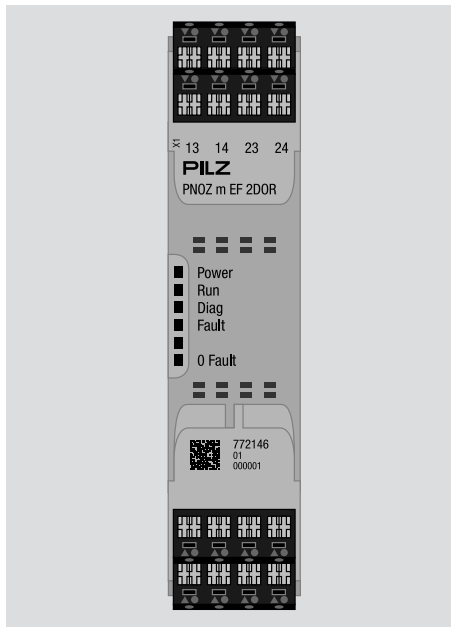 X1
13 14 23 24
PILZ
PNOZ m EF 2DOR
Power
Run
Diag
Fault
0 Fault
772146
01
000001